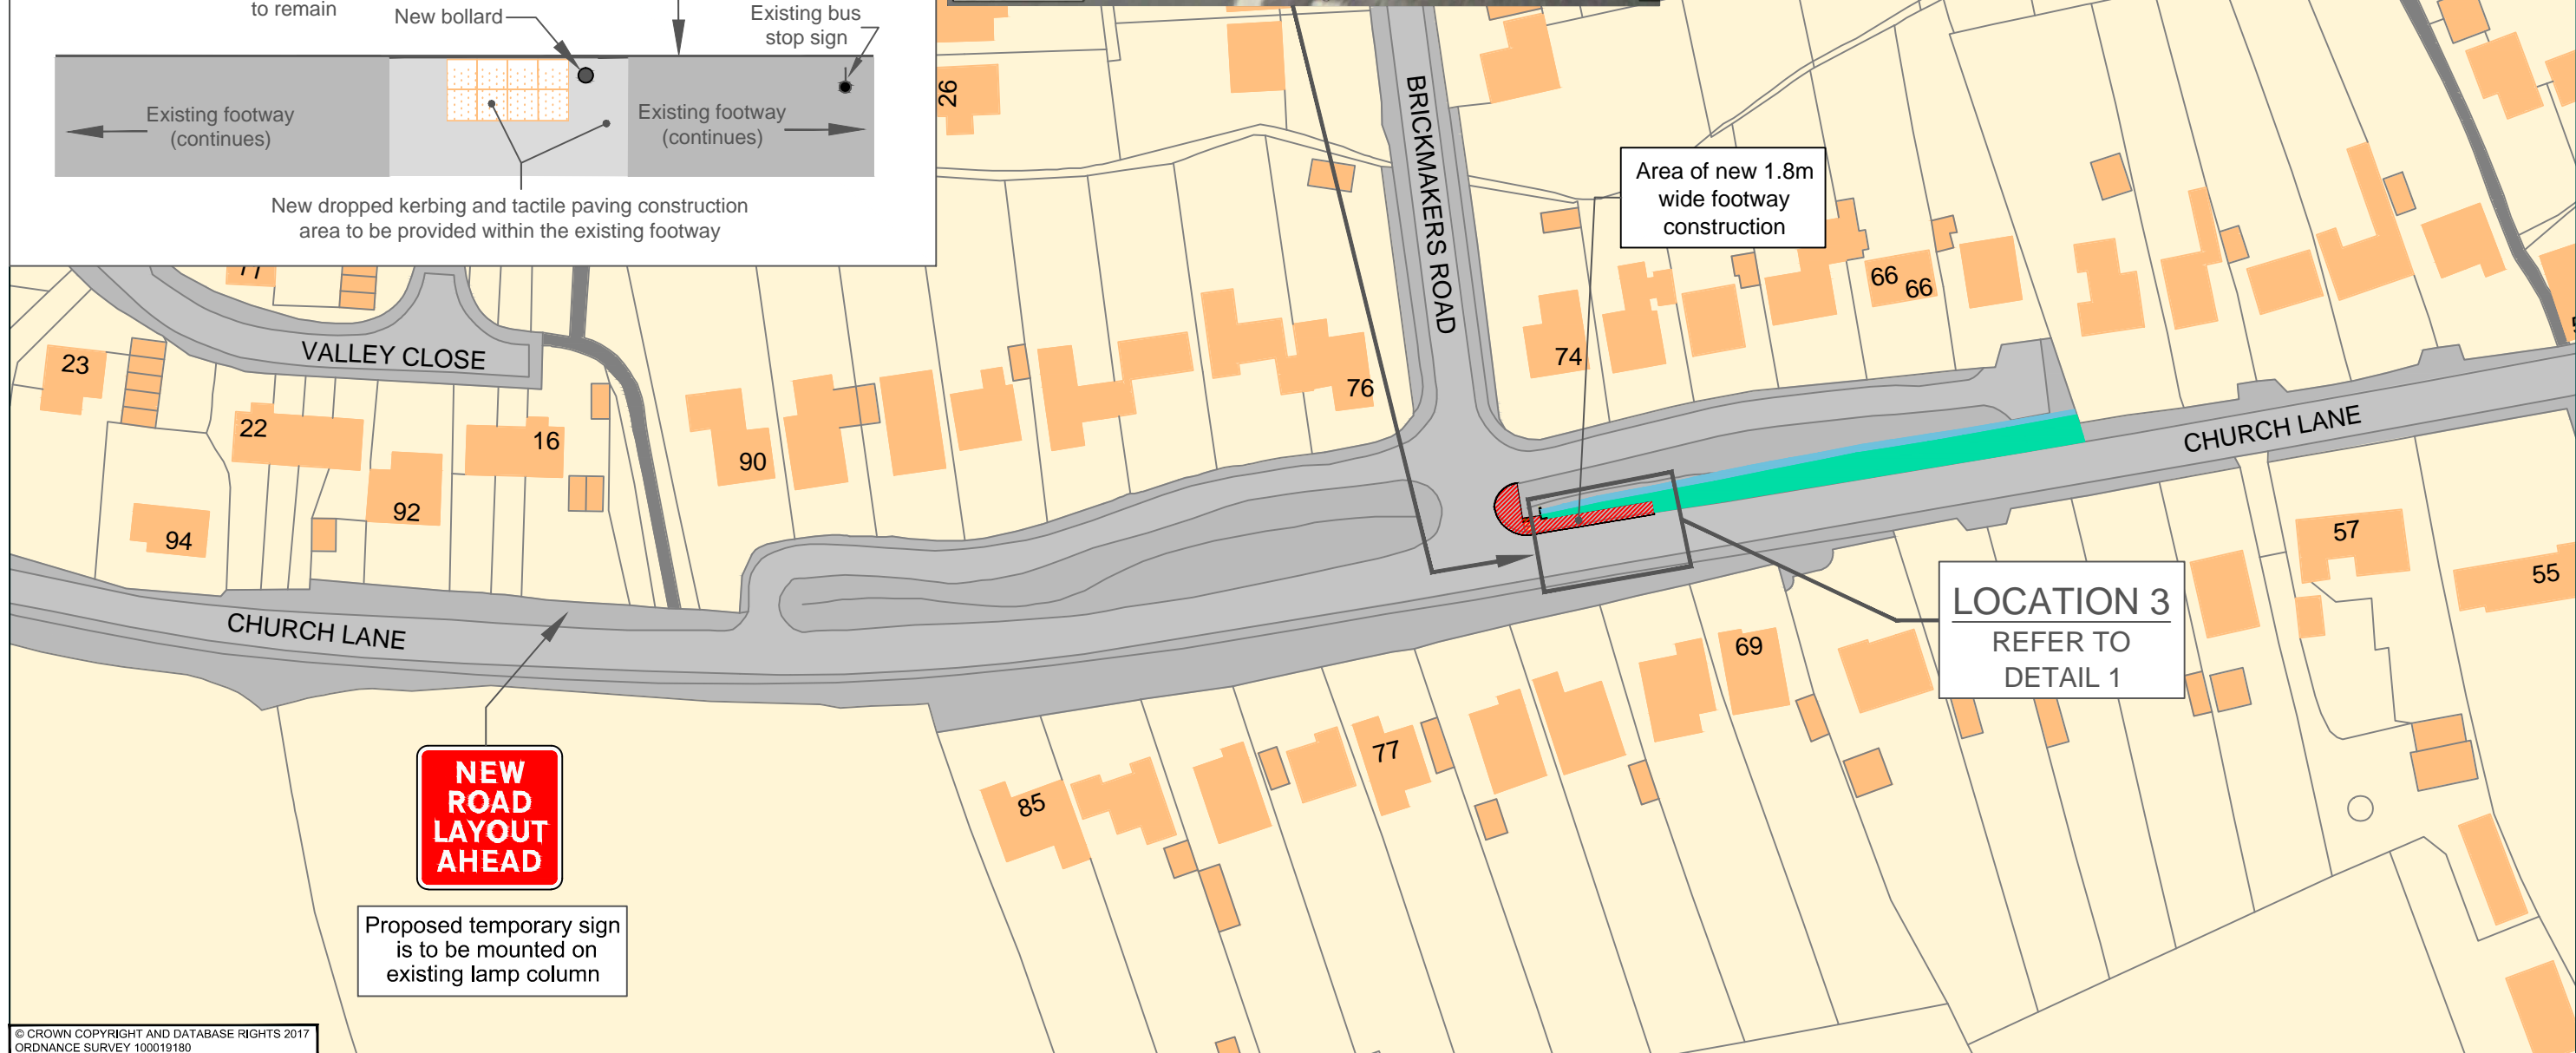 to remain
New bollard
Existing bus
stop sign
Existing footway
(continues)
Existing footway
(continues)
New dropped kerbing and tactile paving construction
area to be provided within the existing footway
26
BRICKMAKERS ROAD
Area of new 1.8m
wide footway
construction
66
66
74
76
VALLEY CLOSE
23
22
16
92
94
90
CHURCH LANE
CHURCH LANE
57
55
LOCATION 3
REFER TO
DETAIL 1
69
77
85
NEW
ROAD
LAYOUT
AHEAD
Proposed temporary sign
is to be mounted on
existing lamp column
© CROWN COPYRIGHT AND DATABASE RIGHTS 2017
ORDNANCE SURVEY 100019180